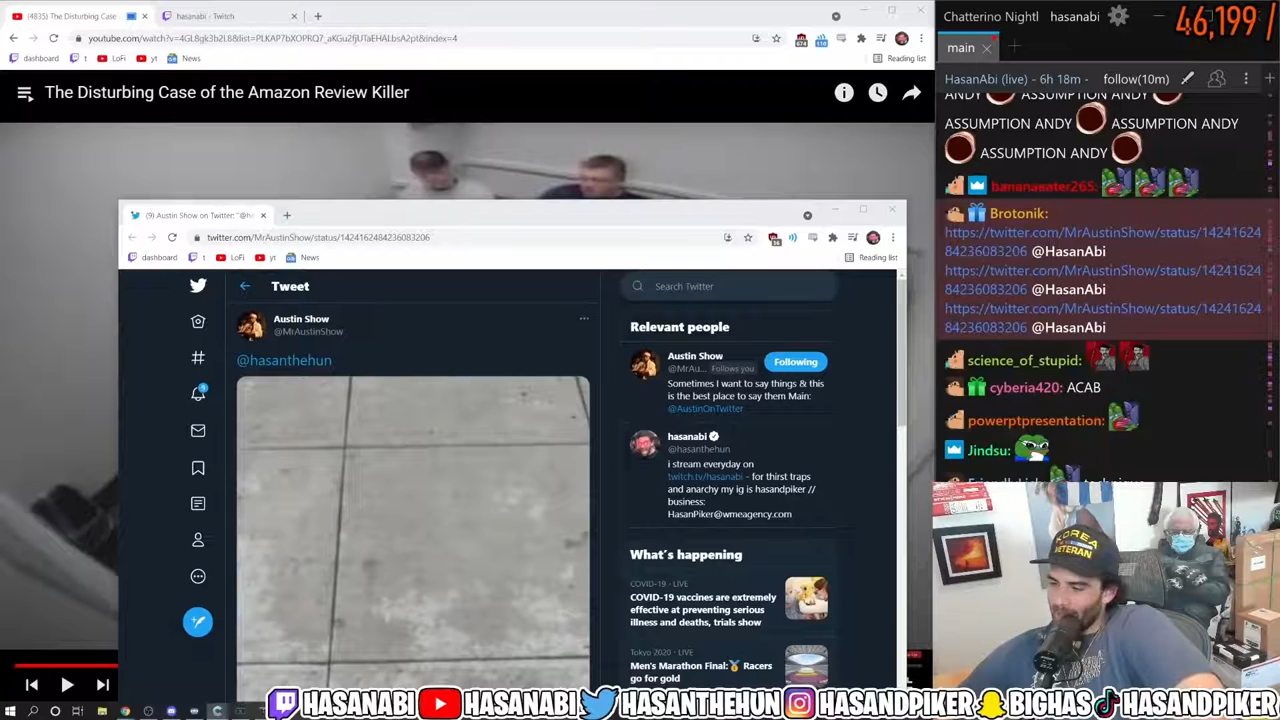 (4835) The Disturbing Case
hasanabi - Twitch
youtube.com/watch?v=4GL8gk3b2L8&list=PLKAP7bXOPRQ7_aKGu2fjUTaEHALbsA2pt&index=4
dashboard
t
LoFi
yt
News
Reading list
The Disturbing Case of the Amazon Review Killer
(9) Austin Show on Twitter: "@h
twitter.com/MrAustinShow/status/1424162484236083206
dashboard
t
LoFi
yt
News
Reading list
Tweet
Austin Show
@MrAustinShow
@hasanthehun
Search Twitter
Relevant people
Austin Show
@MrAu... Follows you
Following
Sometimes I want to say things & this
is the best place to say them Main:
@AustinOnTwitter
hasanabi
@hasanthehun
i stream everyday on
twitch.tv/hasanabi - for thirst traps
and anarchy my ig is hasandpiker //
business:
HasanPiker@wmeagency.com
What's happening
COVID-19 · LIVE
COVID-19 vaccines are extremely
effective at preventing serious
illness and deaths, trials show
Tokyo 2020 · LIVE
Men's Marathon Final: Racers
go for gold
Chatterino Nightl
hasanabi
46,199 /
main
HasanAbi (live) - 6h 18m -
follow(10m)
ANDY ASSUMPTION ANDY
ASSUMPTION ANDY ASSUMPTION ANDY
ASSUMPTION ANDY
bananaeater265:
Brotonik:
https://twitter.com/MrAustinShow/status/14241624
84236083206 @HasanAbi
https://twitter.com/MrAustinShow/status/14241624
84236083206 @HasanAbi
https://twitter.com/MrAustinShow/status/14241624
84236083206 @HasanAbi
science_of_stupid:
cyberia420: ACAB
powerptpresentation:
Jindsu:
KOREA
VETERAN
HASANABI
HASANABI
HASANTHEHUN
HASANDPIKER
BIGHAS
HASANDPIKER